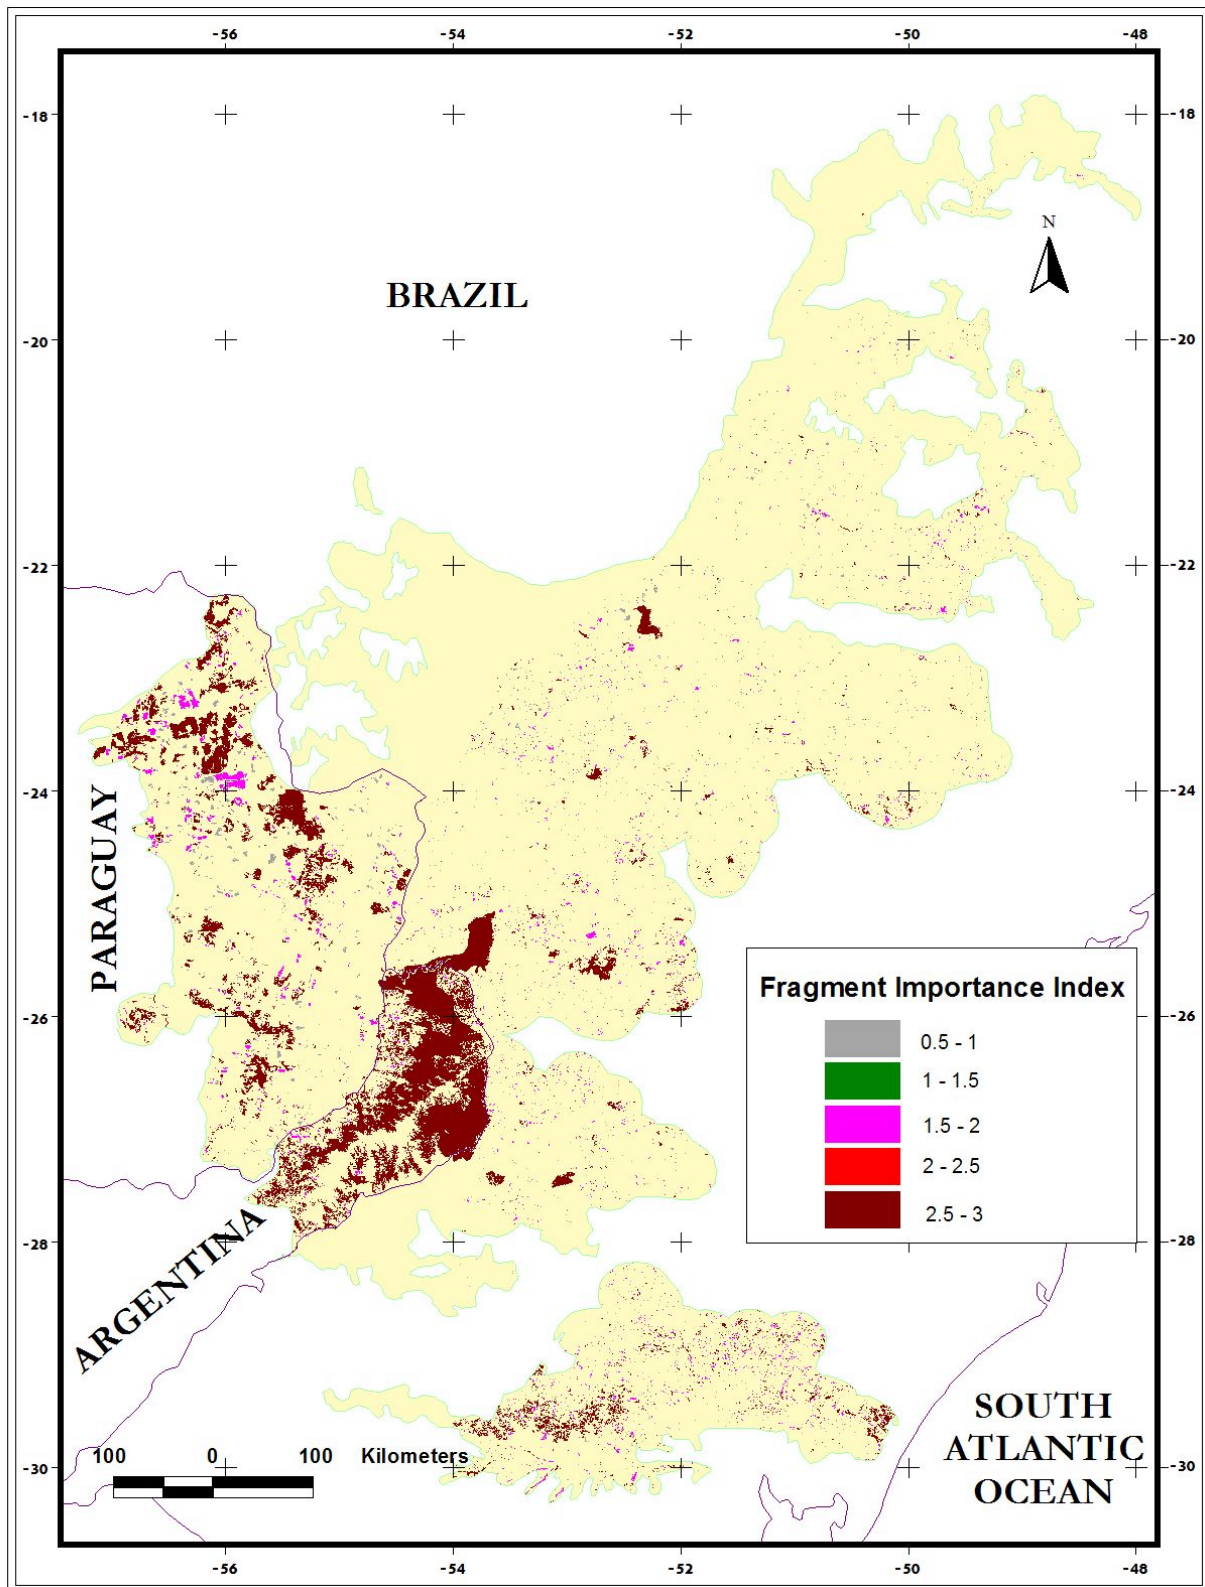 -56 -54 -52 -50 -48
-18 -18
N
BRAZIL
-20 -20
-22 -22
-24 -24
PARAGUAY
Fragment Importance Index
0.5 - 1
1 - 1.5
1.5 - 2
2 - 2.5
2.5 - 3
-26 -26
-28 -28
ARGENTINA
SOUTH
ATLANTIC
OCEAN
100 0 100 Kilometers
-30 -30
-56 -54 -52 -50 -48